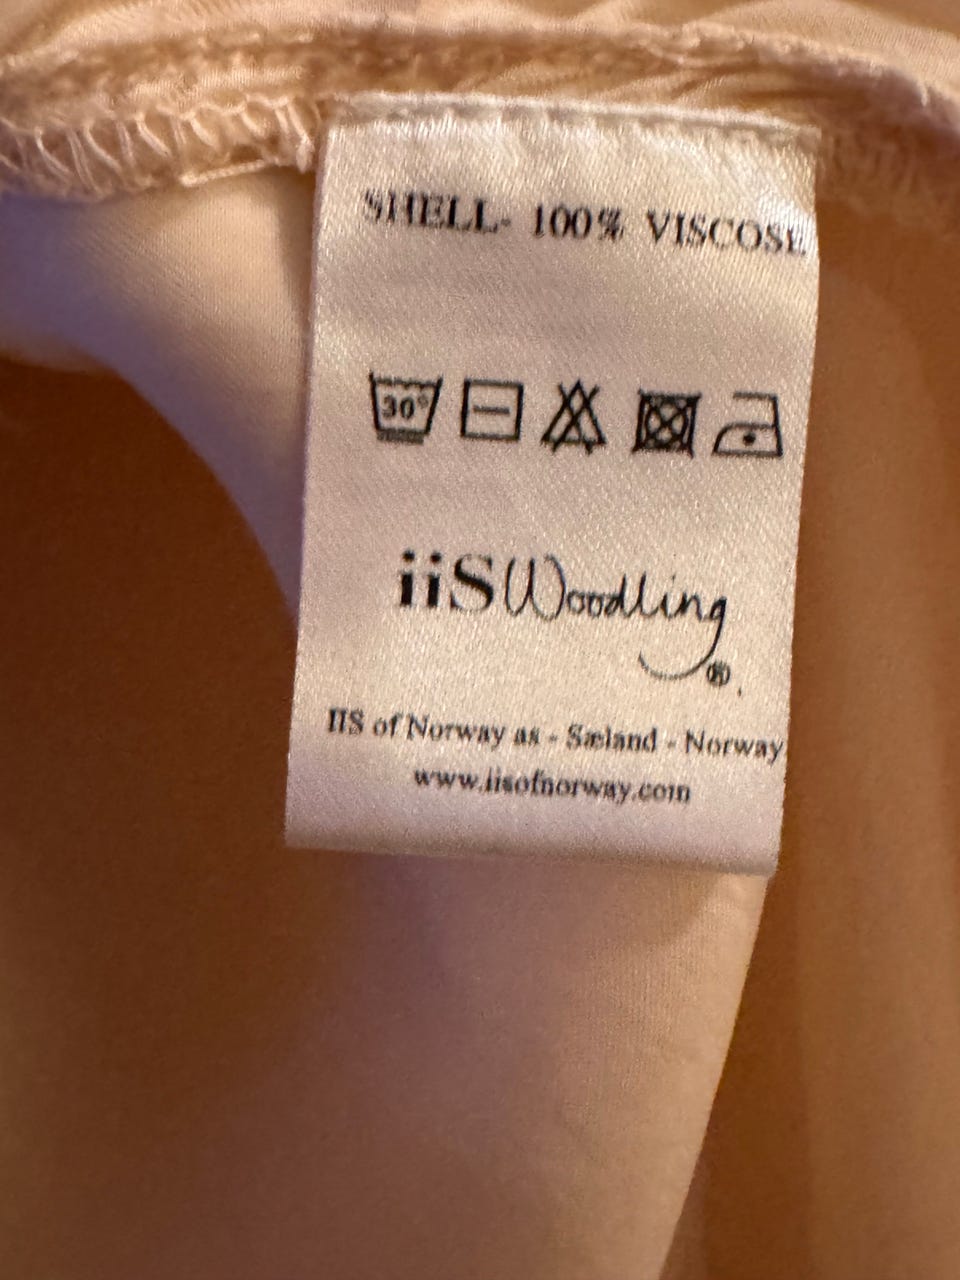 SHELL- 100% VISCOSE
30°
iiS Woodling ®
IIS of Norway as - Sæland - Norway
www.iisofnorway.com